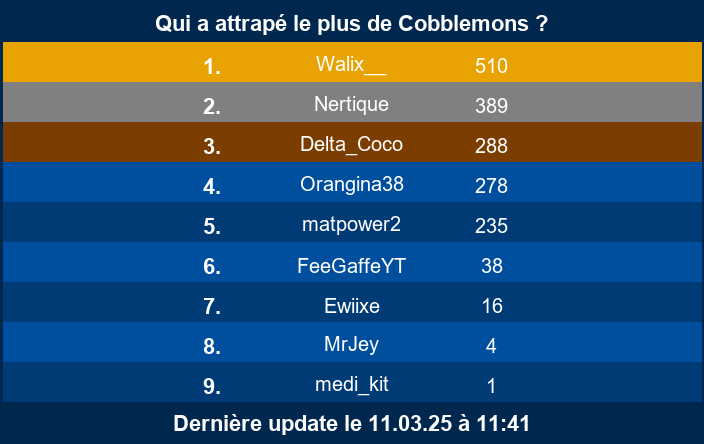 Qui a attrapé le plus de Cobblemons ?
1. Walix__ 510
2. Nertique 389
3. Delta_Coco 288
4. Orangina38 278
5. matpower2 235
6. FeeGaffeYT 38
7. Ewiixe 16
8. MrJey 4
9. medi_kit 1
Dernière update le 11.03.25 à 11:41